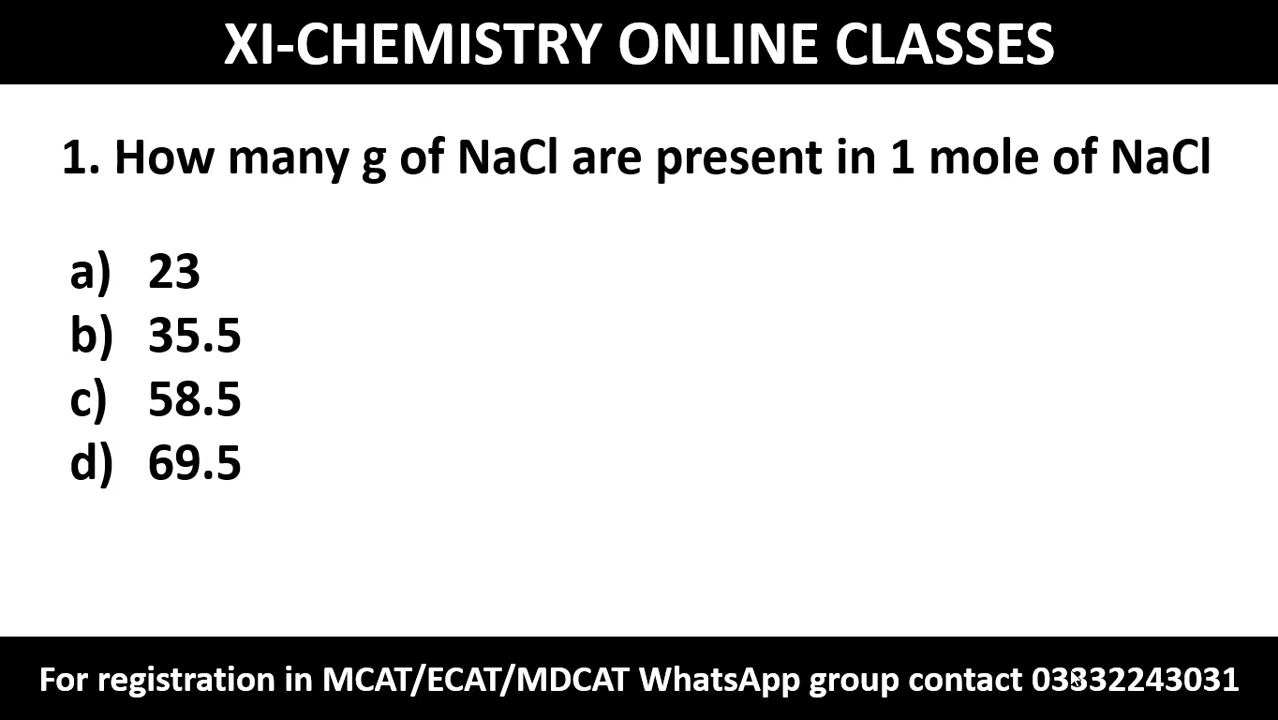 XI-CHEMISTRY ONLINE CLASSES
1. How many g of NaCl are present in 1 mole of NaCl
a) 23
b) 35.5
c) 58.5
d) 69.5
For registration in MCAT/ECAT/MDCAT WhatsApp group contact 03332243031